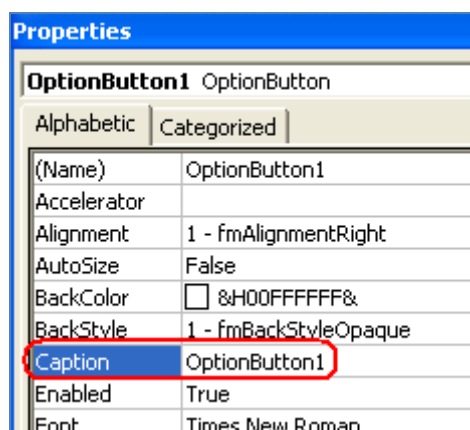 Properties
OptionButton1 OptionButton
Alphabetic Categorized
(Name) OptionButton1
Accelerator
Alignment 1 - fmAlignmentRight
AutoSize False
BackColor &H00FFFFFF&
BackStyle 1 - fmBackStyleOpaque
Caption OptionButton1
Enabled True
Font Times New Roman